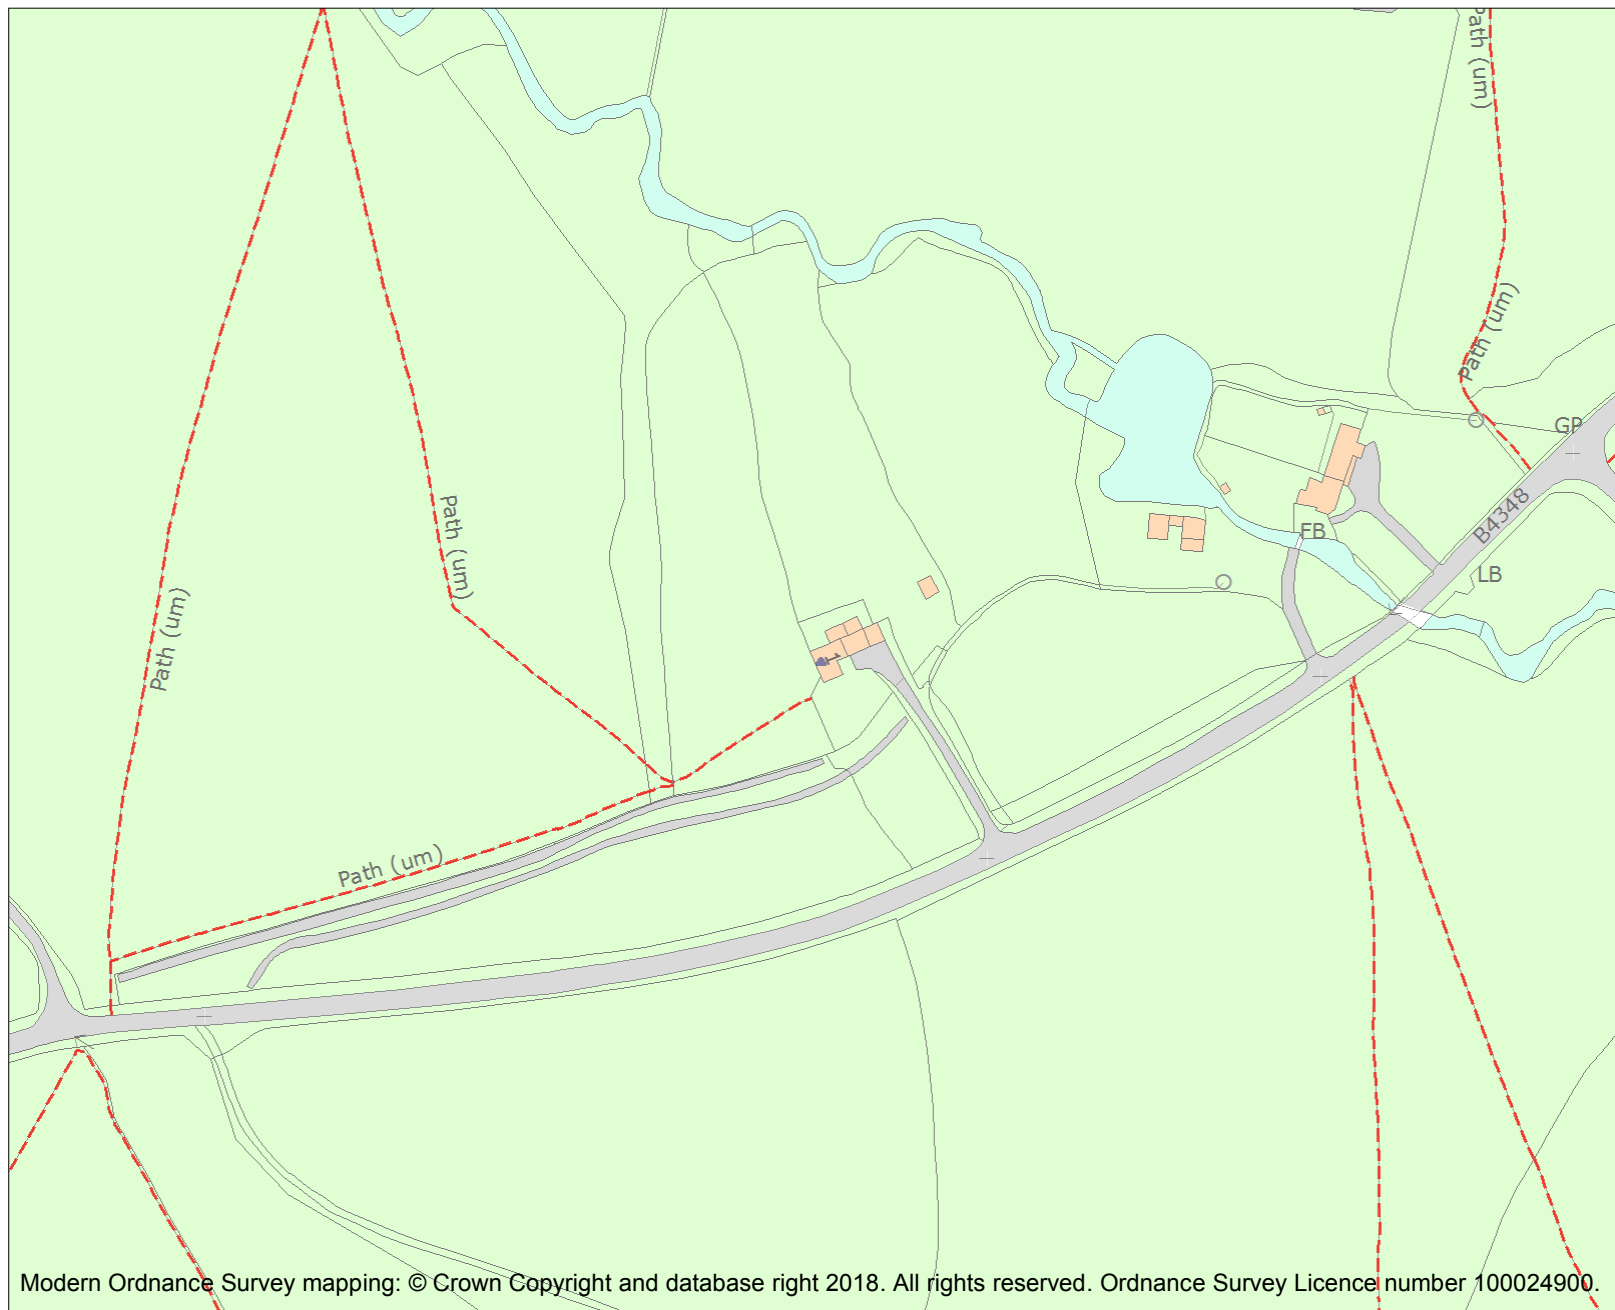 Path (um)
Path (um)
GP
Path (um)
B4348
FB
LB
Path (um)
1
Path (um)
Modern Ordnance Survey mapping: © Crown Copyright and database right 2018. All rights reserved. Ordnance Survey Licence number 100024900.